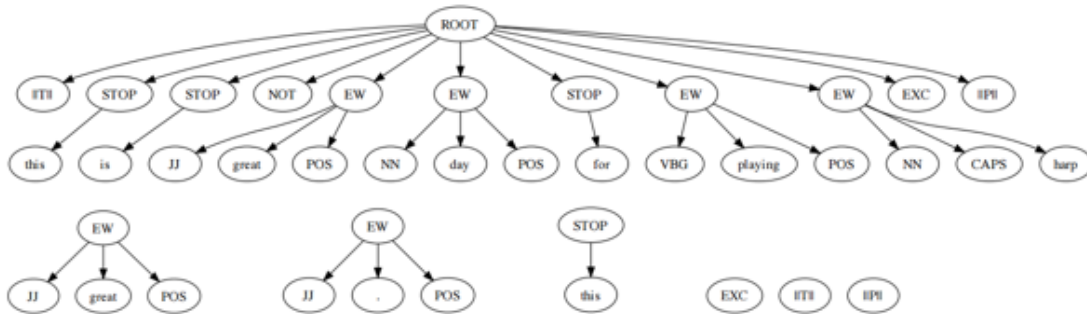 ROOT
||T|| STOP STOP NOT EW EW STOP EW EW EXC ||P||
this is JJ great POS NN day POS for VBG playing POS NN CAPS harp
EW EW STOP
JJ great POS JJ , POS this EXC ||T|| ||P||